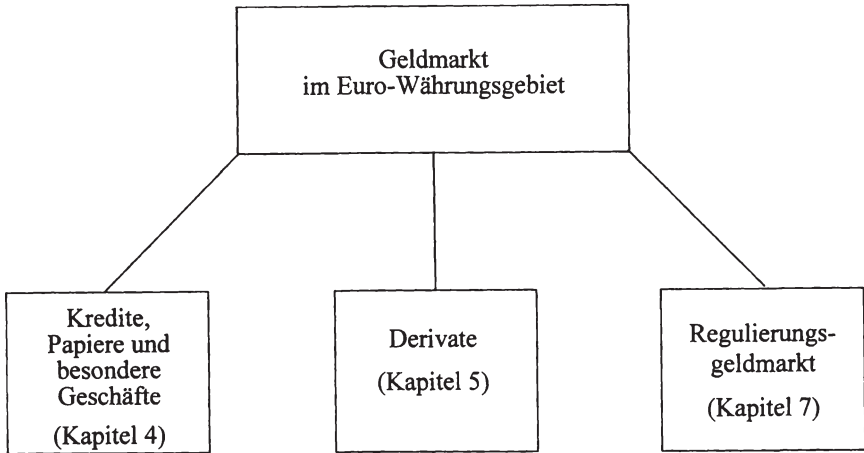 Geldmarkt
im Euro-Währungsgebiet
Kredite,
Papiere und
besondere
Geschäfte
(Kapitel 4)
Derivate
(Kapitel 5)
Regulierungs-
geldmarkt
(Kapitel 7)